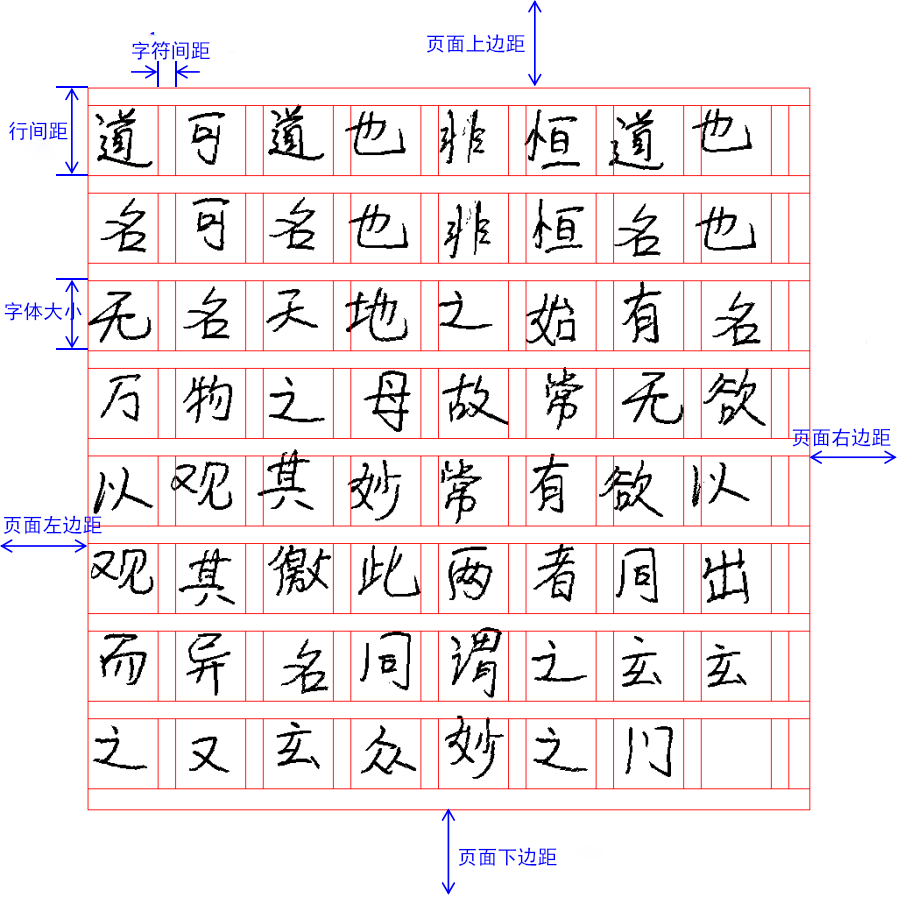 字符间距
页面上边距
行间距
道可道也非恒道也
名可名也非恒名也
字体大小
无名天地之始有名
万物之母故常无欲
页面右边距
以观其妙常有欲以
页面左边距
观其徼此两者同出
而异名同谓之玄玄
之又玄众妙之门
页面下边距